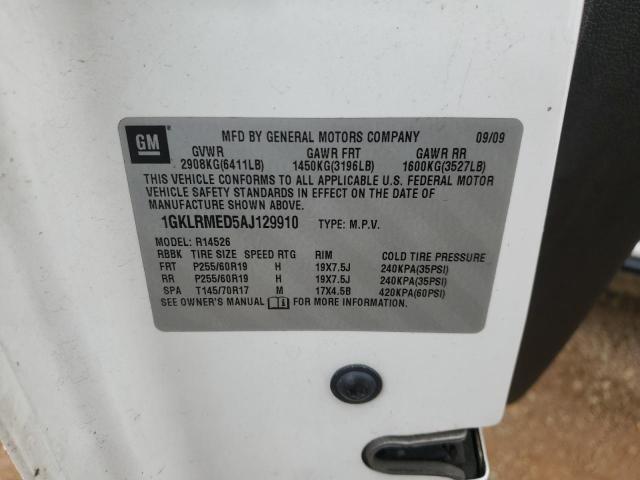 GM
MFD BY GENERAL MOTORS COMPANY 09/09
GVWR GAWR FRT GAWR RR
2908KG(6411LB) 1450KG(3196LB) 1600KG(3527LB)
THIS VEHICLE CONFORMS TO ALL APPLICABLE U.S. FEDERAL MOTOR
VEHICLE SAFETY STANDARDS IN EFFECT ON THE DATE OF
MANUFACTURE SHOWN ABOVE.
1GKLRMED5AJ129910 TYPE: M.P.V.
MODEL: R14526
RBBK TIRE SIZE SPEED RTG RIM COLD TIRE PRESSURE
FRT P255/60R19 H 19X7.5J 240KPA(35PSI)
RR P255/60R19 H 19X7.5J 240KPA(35PSI)
SPA T145/70R17 M 17X4.5B 420KPA(60PSI)
SEE OWNER'S MANUAL FOR MORE INFORMATION.